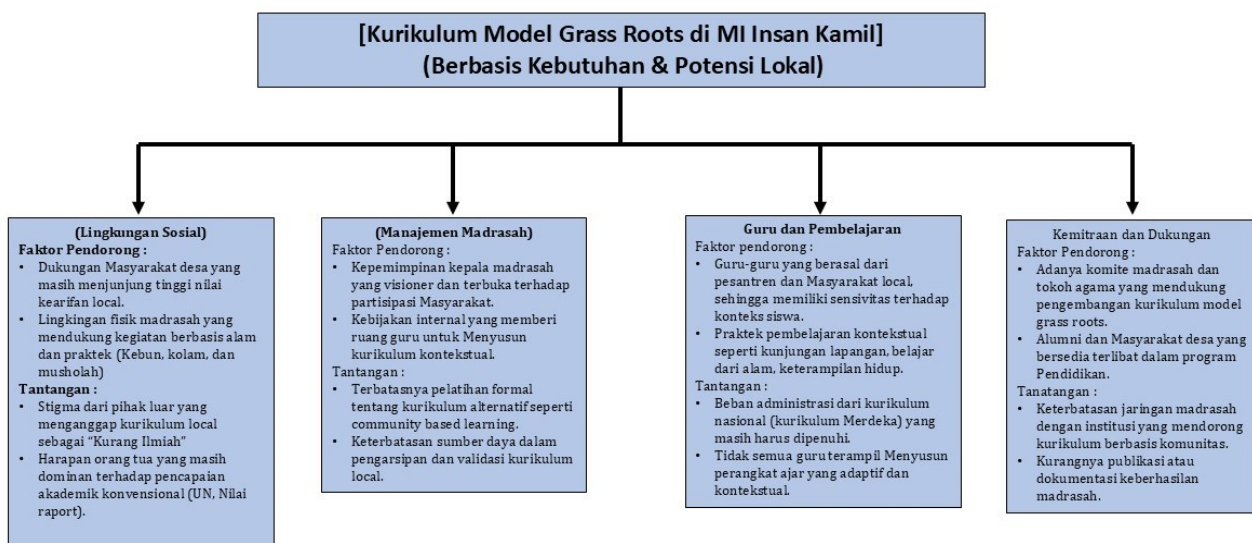 [Kurikulum Model Grass Roots di MI Insan Kamil]
(Berbasis Kebutuhan & Potensi Lokal)
(Lingkungan Sosial)
Faktor Pendorong :
• Dukungan Masyarakat desa yang
masih menjunjung tinggi nilai
kearifan local.
• Lingkingan fisik madrasah yang
mendukung kegiatan berbasis alam
dan praktek (Kebun, kolam, dan
musholah)
Tantangan :
• Stigma dari pihak luar yang
menganggap kurikulum local
sebagai “Kurang Ilmiah”
• Harapan orang tua yang masih
dominan terhadap pencapaian
akademik konvensional (UN, Nilai
raport).
(Manajemen Madrasah)
Faktor Pendorong :
• Kepemimpinan kepala madrasah
yang visioner dan terbuka terhadap
partisipasi Masyarakat.
• Kebijakan internal yang memberi
ruang guru untuk Menyusun
kurikulum kontekstual.
Tantangan :
• Terbatasnya pelatihan formal
tentang kurikulum alternatif seperti
community based learning.
• Keterbatasan sumber daya dalam
pengarsipan dan validasi kurikulum
local.
Guru dan Pembelajaran
Faktor pendorong :
• Guru-guru yang berasal dari
pesantren dan Masyarakat local,
sehingga memiliki sensivitas terhadap
konteks siswa.
• Praktek pembelajaran kontekstual
seperti kunjungan lapangan, belajar
dari alam, keterampilan hidup.
Tantangan :
• Beban administrasi dari kurikulum
nasional (kurikulum Merdeka) yang
masih harus dipenuhi.
• Tidak semua guru terampil Menyusun
perangkat ajar yang adaptif dan
kontekstual.
Kemitraan dan Dukungan
Faktor Pendorong :
• Adanya komite madrasah dan
tokoh agama yang mendukung
pengembangan kurikulum model
grass roots.
• Alumni dan Masyarakat desa yang
bersedia terlibat dalam program
Pendidikan.
Tanatangan :
• Keterbatasan jaringan madrasah
dengan institusi yang mendorong
kurikulum berbasis komunitas.
• Kurangnya publikasi atau
dokumentasi keberhasilan
madrasah.